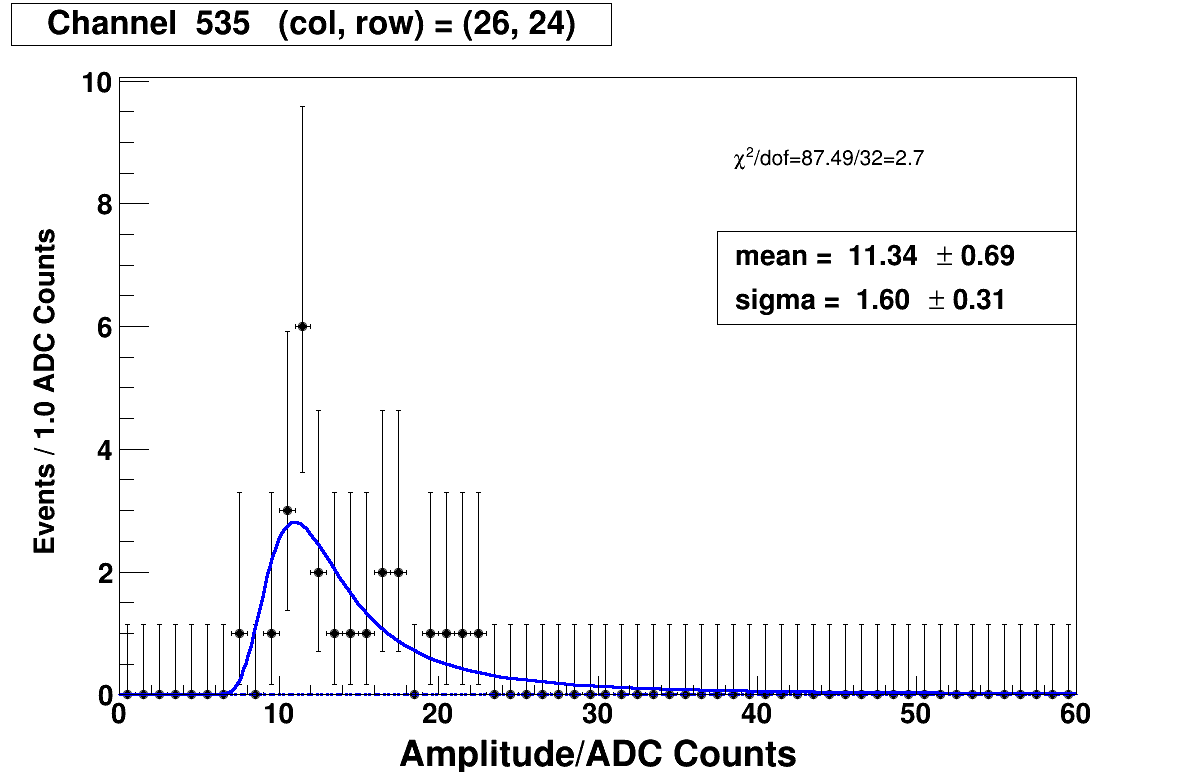 Channel 535 (col, row) = (26, 24)
10
8
6
4
2
0
Events / 1.0 ADC Counts
χ²/dof=87.49/32=2.7
mean = 11.34 ± 0.69
sigma = 1.60 ± 0.31
0 10 20 30 40 50 60
Amplitude/ADC Counts